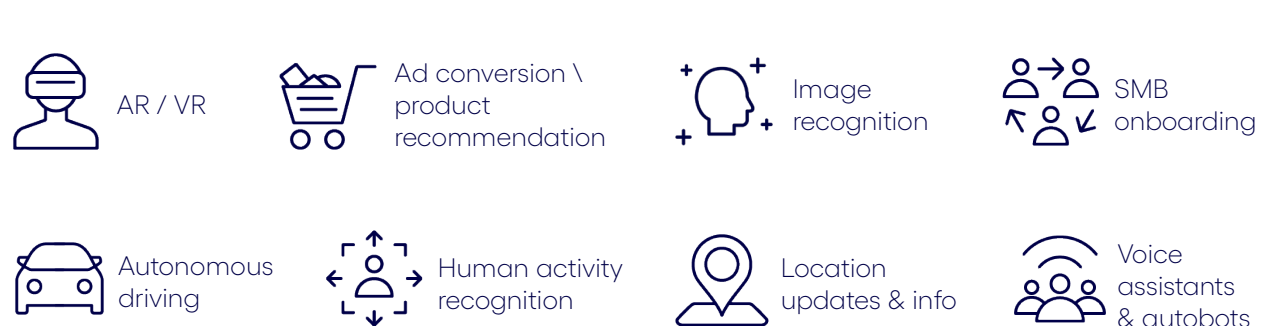 AR / VR
Ad conversion \
product
recommendation
Image
recognition
SMB
onboarding
Autonomous
driving
Human activity
recognition
Location
updates & info
Voice
assistants
& autobots